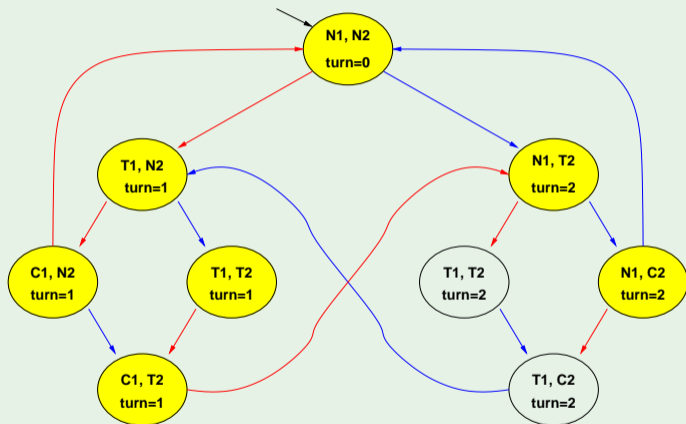 N1, N2
turn=0
T1, N2
turn=1
N1, T2
turn=2
C1, N2
turn=1
T1, T2
turn=1
T1, T2
turn=2
N1, C2
turn=2
C1, T2
turn=1
T1, C2
turn=2